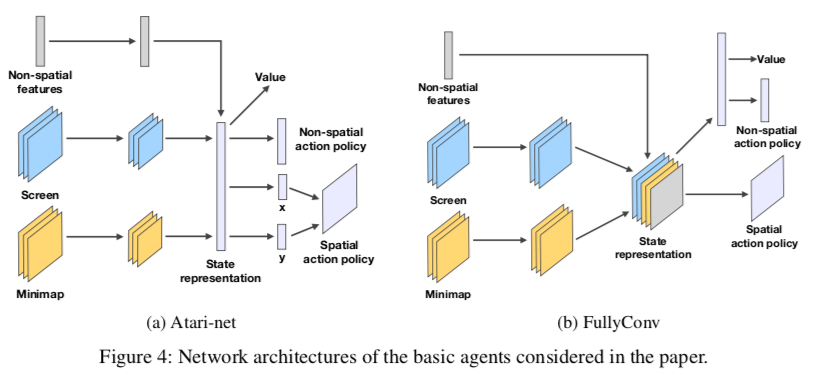 Non-spatial
features
Value
Non-spatial
action policy
Screen
x
y
Spatial
action policy
State
representation
Minimap
(a) Atari-net
Non-spatial
features
Value
Non-spatial
action policy
Screen
State
representation
Spatial
action policy
Minimap
(b) FullyConv
Figure 4: Network architectures of the basic agents considered in the paper.